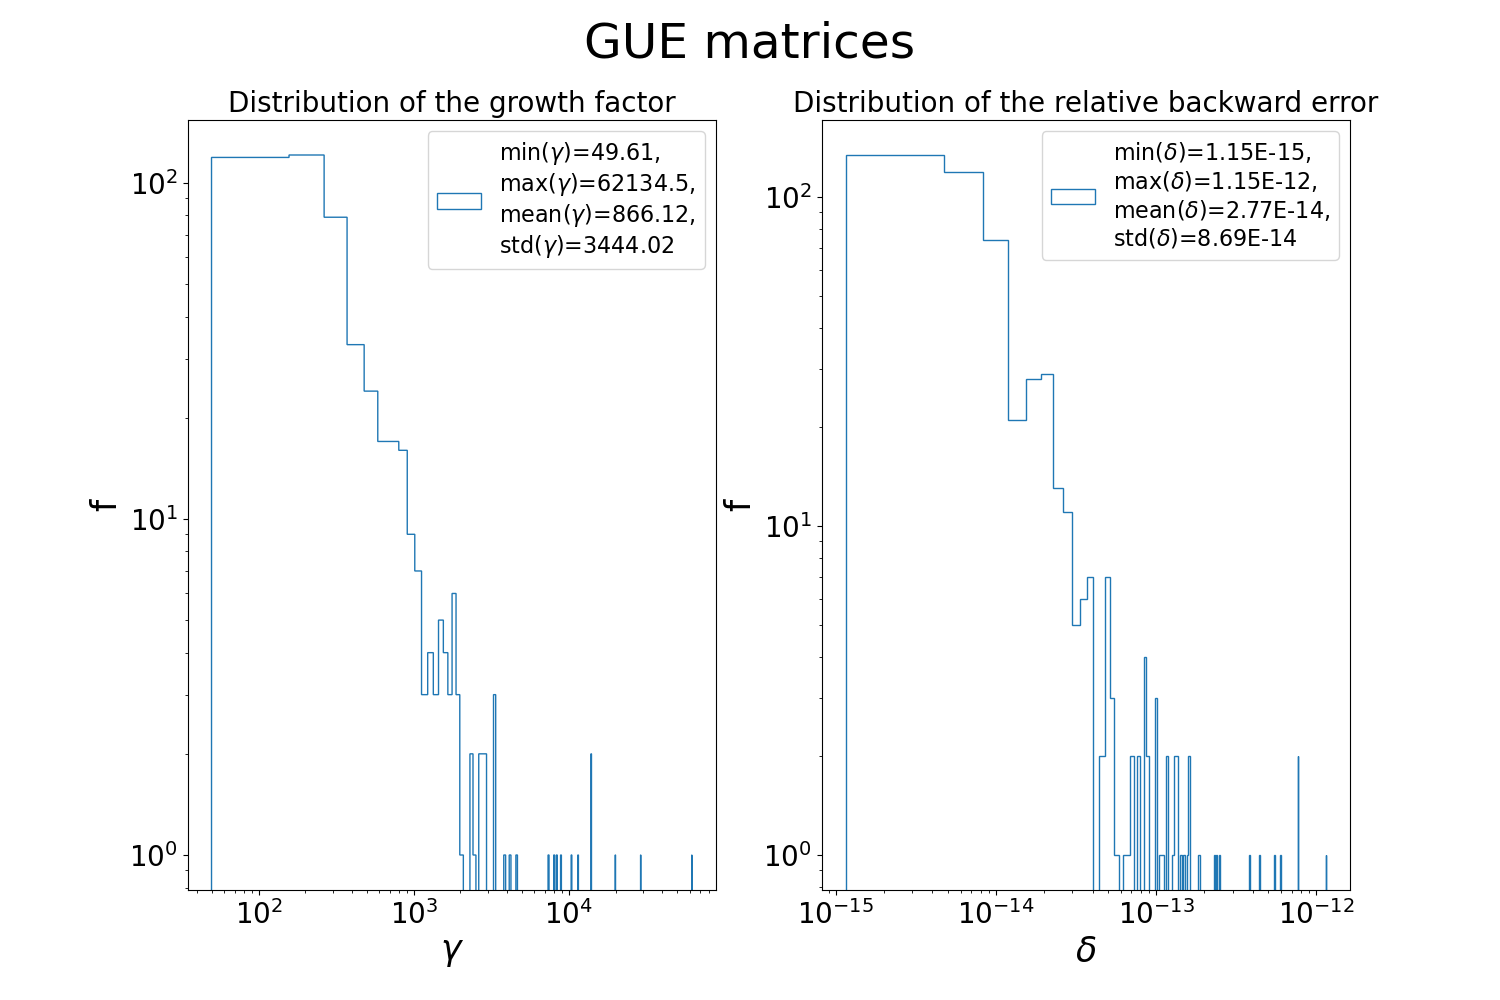 GUE matrices
Distribution of the growth factor
min(γ)=49.61,
max(γ)=62134.5,
mean(γ)=866.12,
std(γ)=3444.02
10²
10¹
10⁰
f
10² 10³ 10⁴
γ
Distribution of the relative backward error
min(δ)=1.15E-15,
max(δ)=1.15E-12,
mean(δ)=2.77E-14,
std(δ)=8.69E-14
10²
10¹
10⁰
f
10⁻¹⁵ 10⁻¹⁴ 10⁻¹³ 10⁻¹²
δ